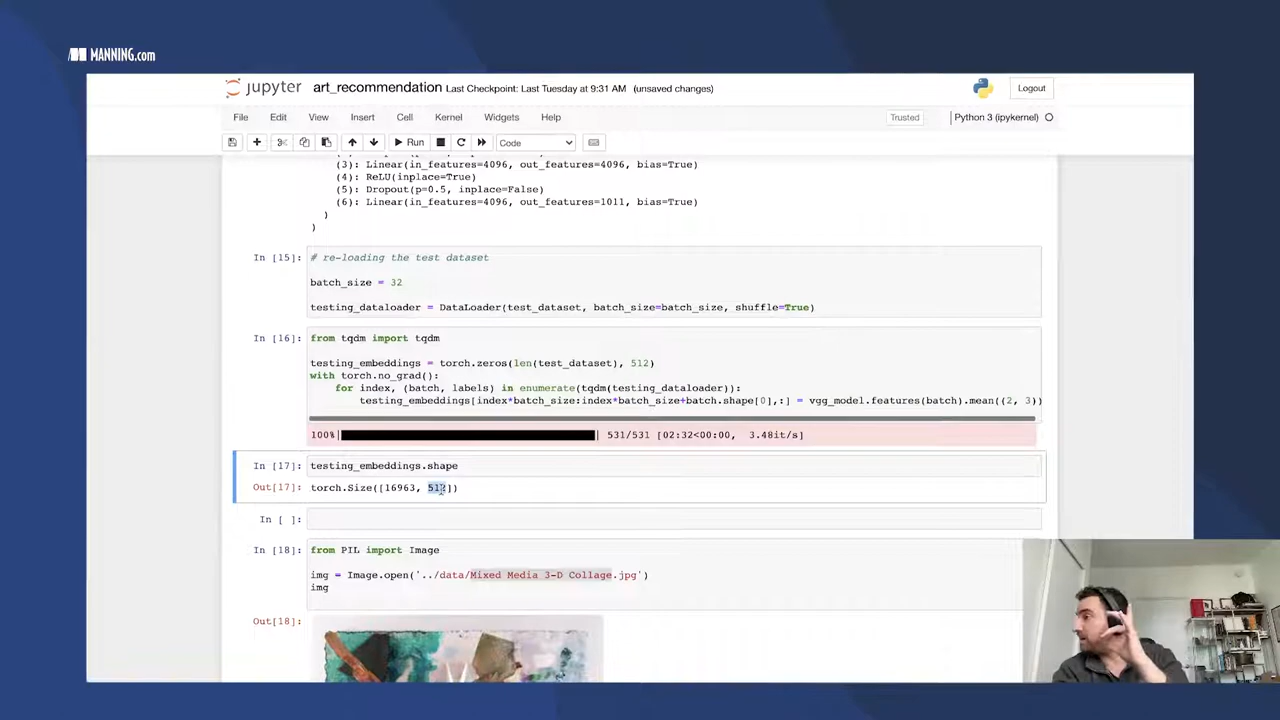 MANNING.com
jupyter art_recommendation Last Checkpoint: Last Tuesday at 9:31 AM (unsaved changes) Logout
File Edit View Insert Cell Kernel Widgets Help Trusted Python 3 (ipykernel)
Run Code
(3): Linear(in_features=4096, out_features=4096, bias=True)
(4): ReLU(inplace=True)
(5): Dropout(p=0.5, inplace=False)
(6): Linear(in_features=4096, out_features=1011, bias=True)
)
)
In [15]: # re-loading the test dataset
batch_size = 32
testing_dataloader = DataLoader(test_dataset, batch_size=batch_size, shuffle=True)
In [16]: from tqdm import tqdm
testing_embeddings = torch.zeros(len(test_dataset), 512)
with torch.no_grad():
for index, (batch, labels) in enumerate(tqdm(testing_dataloader)):
testing_embeddings[index*batch_size:index*batch_size+batch.shape[0],:] = vgg_model.features(batch).mean((2, 3))
100%| | 531/531 [02:32<00:00, 3.48it/s]
In [17]: testing_embeddings.shape
Out[17]: torch.Size([16963, 512])
In [ ]:
In [18]: from PIL import Image
img = Image.open('../data/Mixed Media 3-D Collage.jpg')
img
Out[18]: